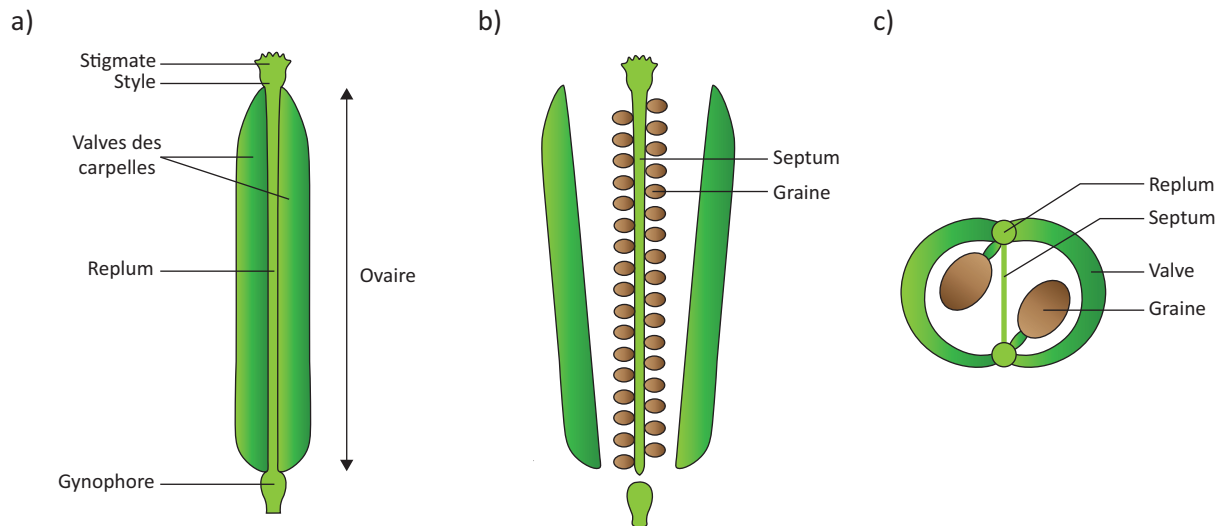 a)
Stigmate
Style
Valves des
carpelles
Replum
Ovaire
Gynophore
b)
Septum
Graine
c)
Replum
Septum
Valve
Graine